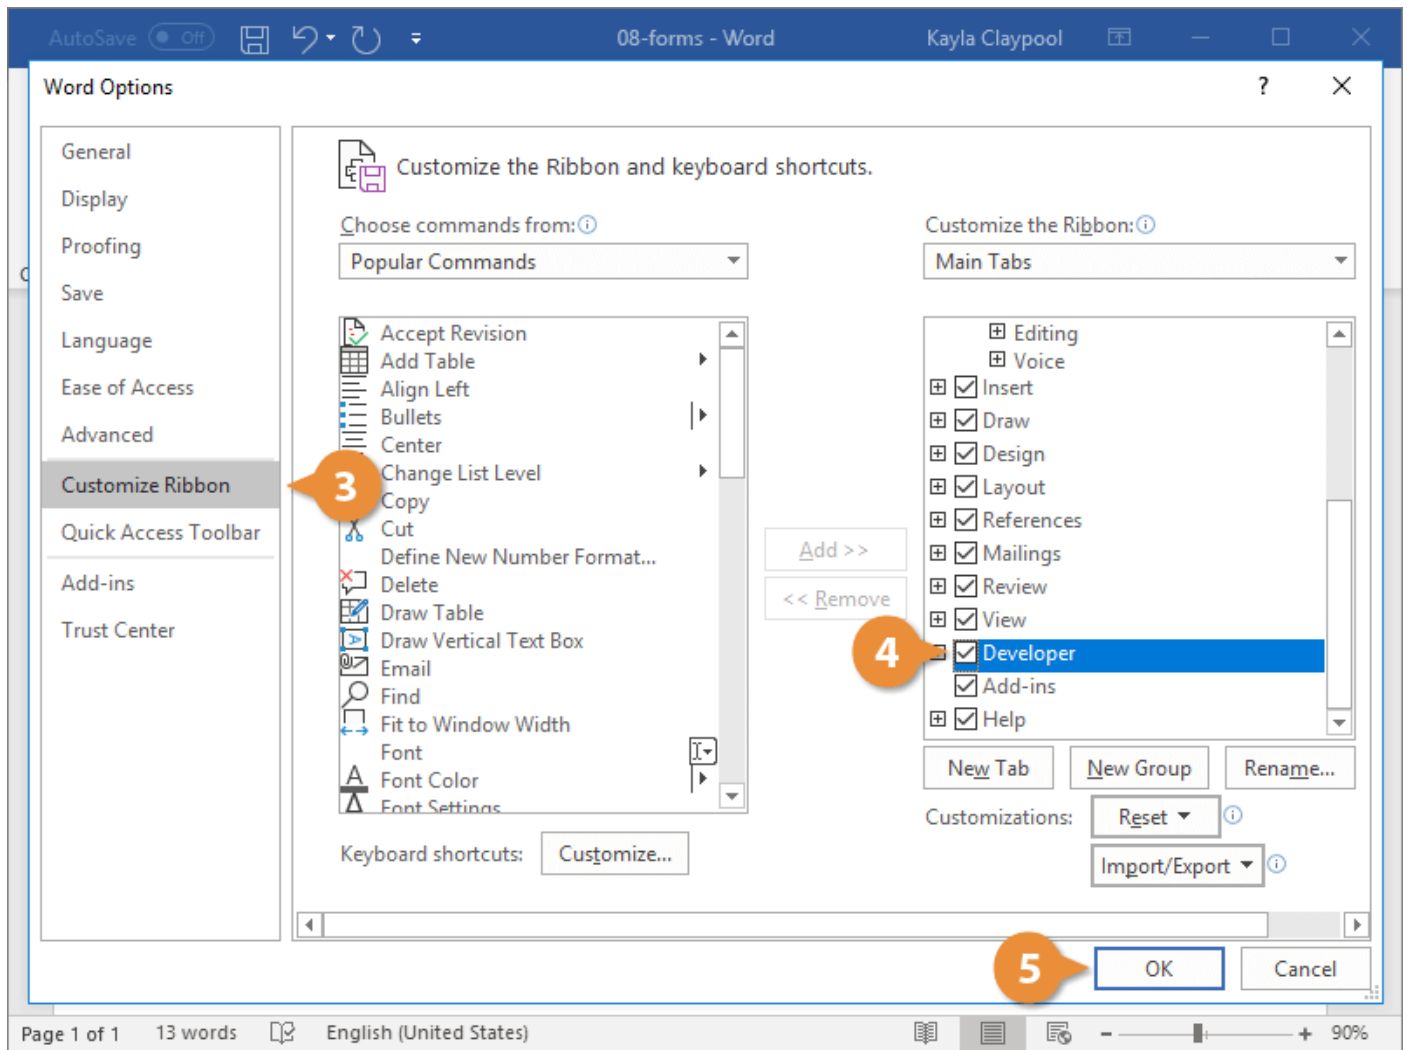 AutoSave Off 08-forms - Word Kayla Claypool
Word Options ?
General
Display
Proofing
Save
Language
Ease of Access
Advanced
Customize Ribbon
Quick Access Toolbar
Add-ins
Trust Center
3
Customize the Ribbon and keyboard shortcuts.
Choose commands from:
Popular Commands
Accept Revision
Add Table
Align Left
Bullets
Center
Change List Level
Copy
Cut
Define New Number Format...
Delete
Draw Table
Draw Vertical Text Box
Email
Find
Fit to Window Width
Font
Font Color
Font Settings
Keyboard shortcuts: Customize...
Add >>
<< Remove
Customize the Ribbon:
Main Tabs
Editing
Voice
Insert
Draw
Design
Layout
References
Mailings
Review
View
4 Developer
Add-ins
Help
New Tab New Group Rename...
Customizations: Reset
Import/Export
5 OK Cancel
Page 1 of 1 13 words English (United States) 90%